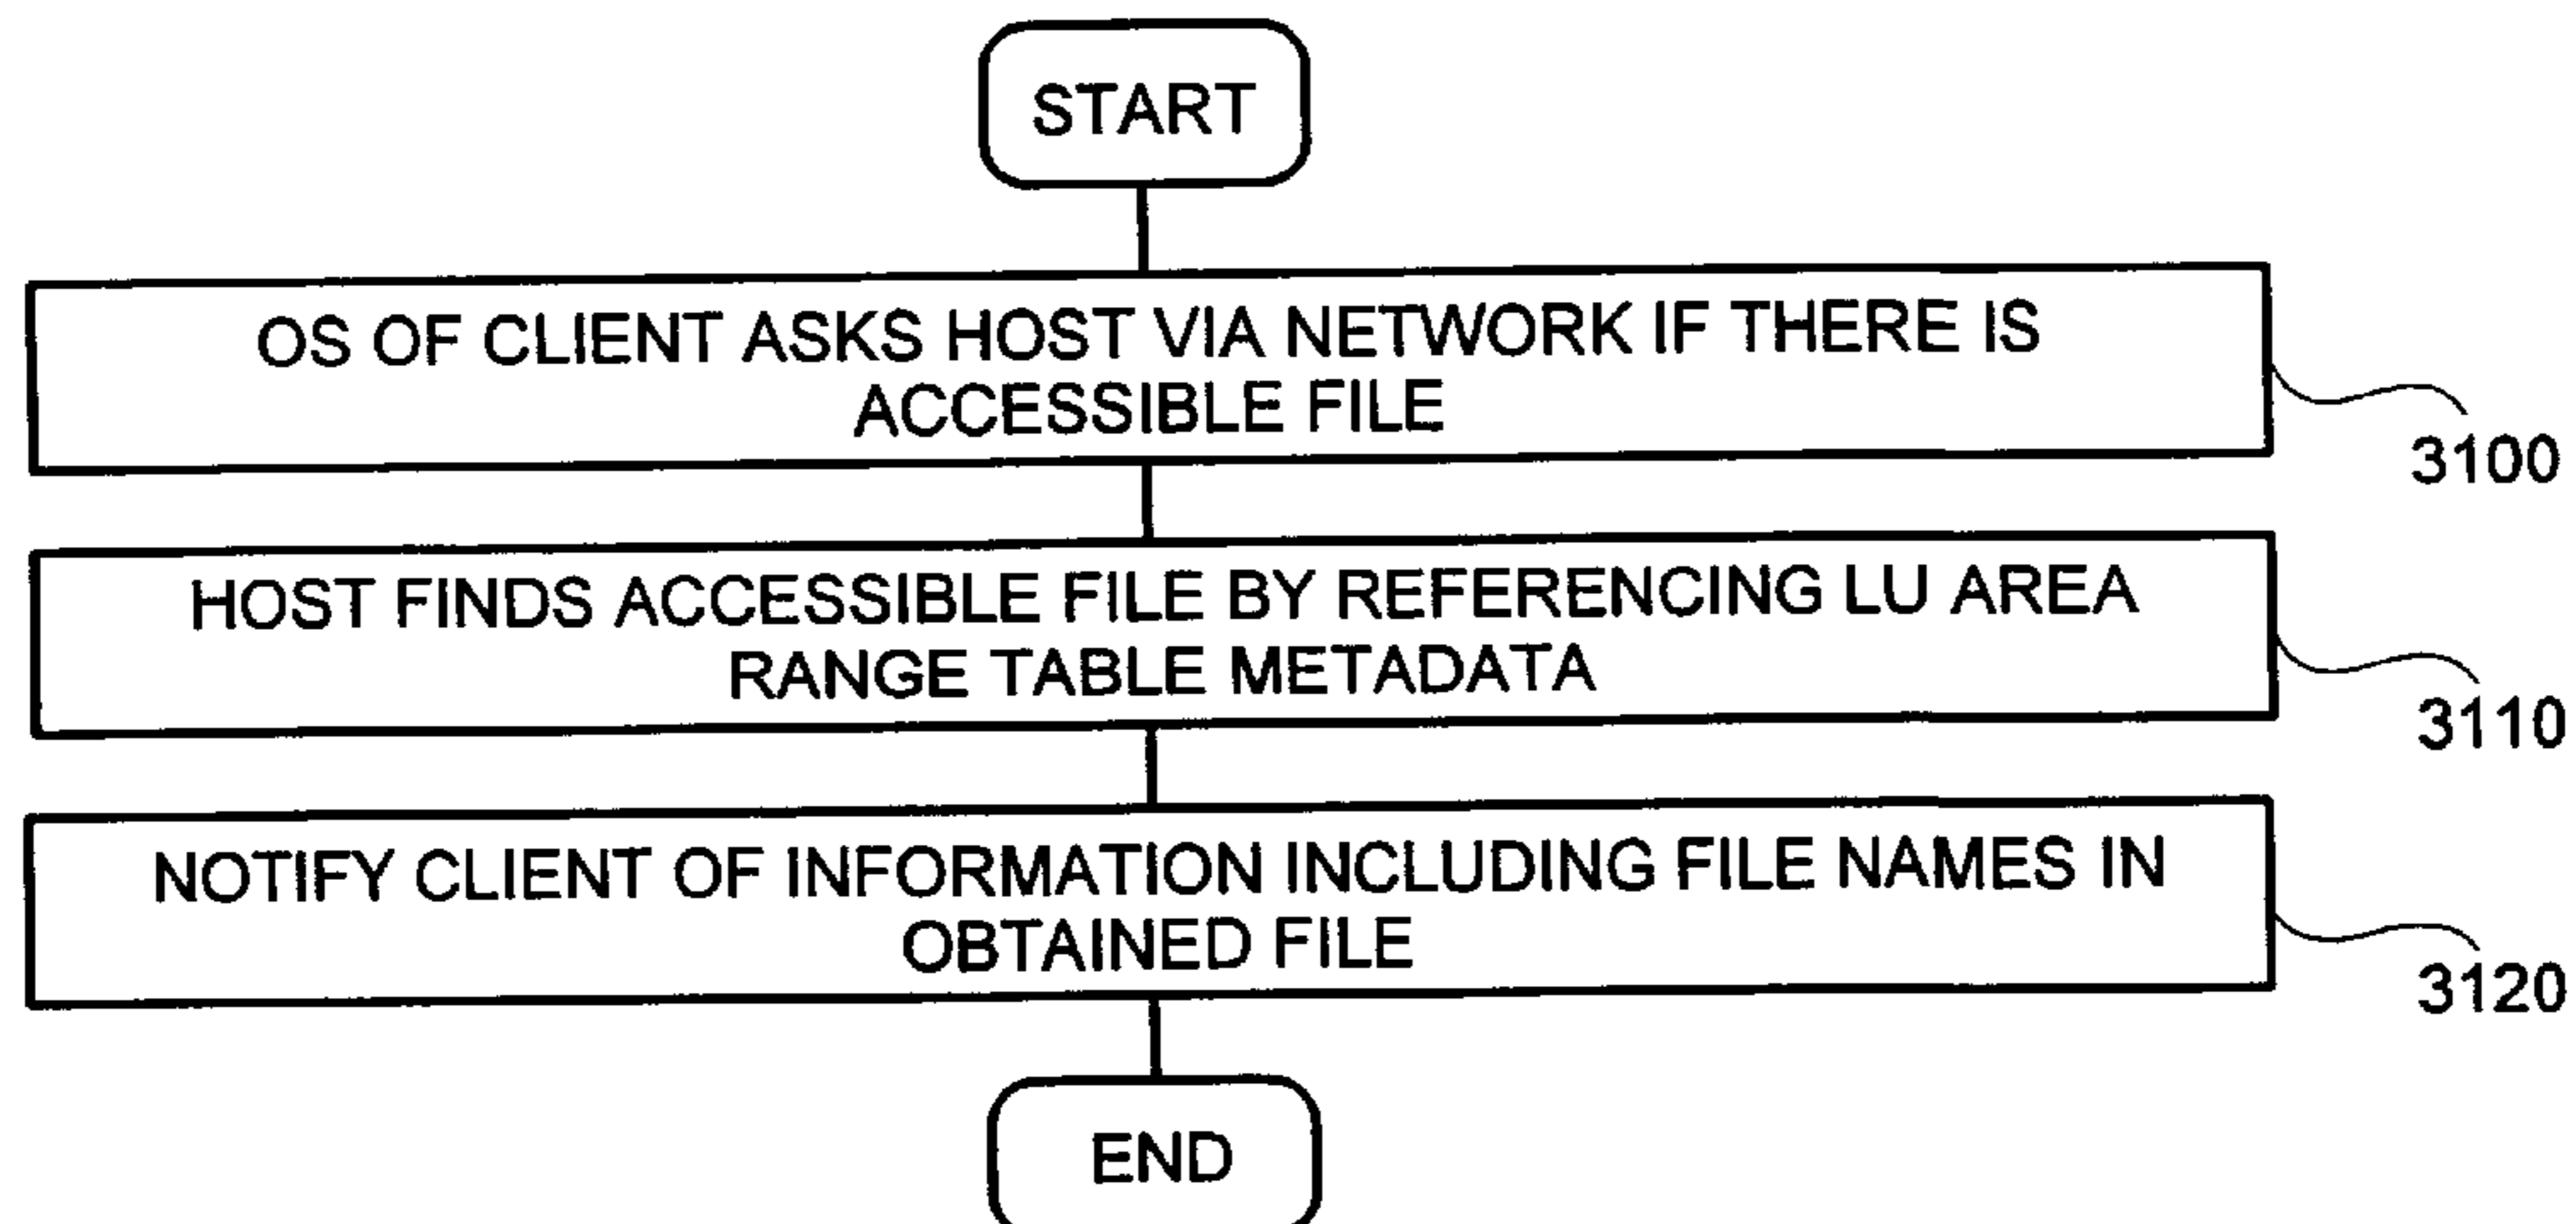 START
OS OF CLIENT ASKS HOST VIA NETWORK IF THERE IS
ACCESSIBLE FILE
3100
HOST FINDS ACCESSIBLE FILE BY REFERENCING LU AREA
RANGE TABLE METADATA
3110
NOTIFY CLIENT OF INFORMATION INCLUDING FILE NAMES IN
OBTAINED FILE
3120
END